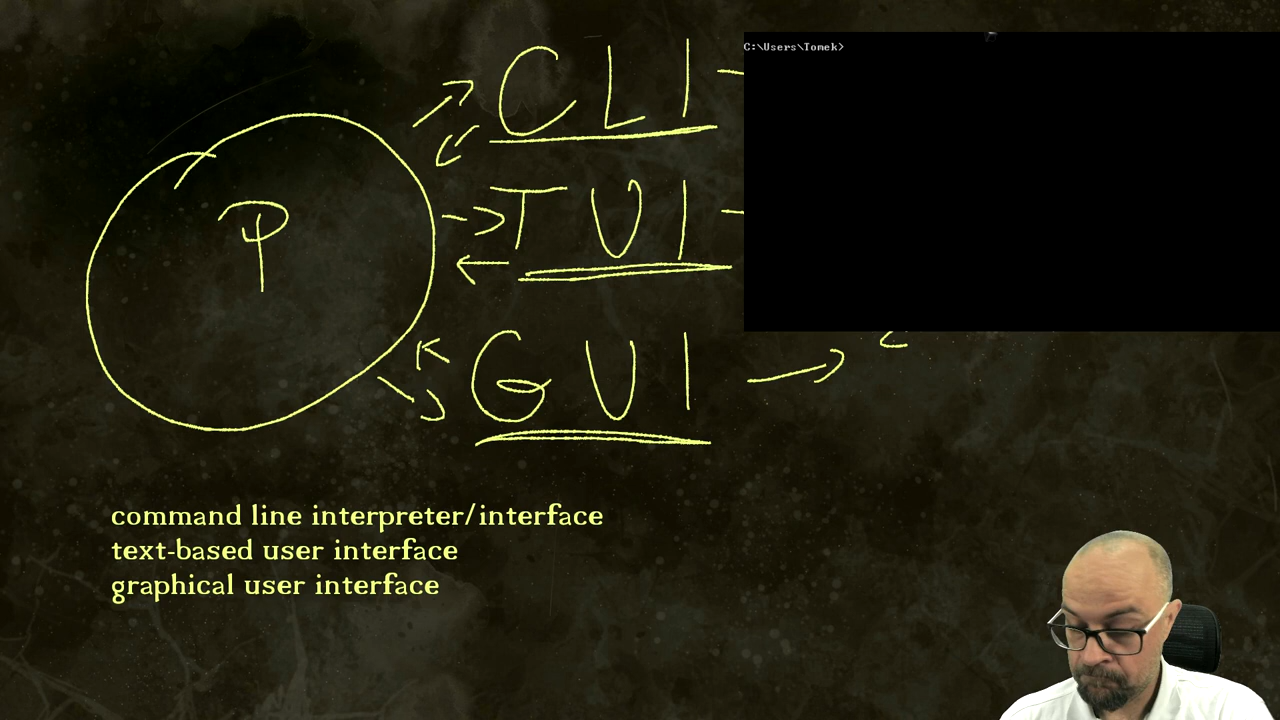 CLI
C:\Users\Tomek>
TUI
P
GUI
command line interpreter/interface
text-based user interface
graphical user interface